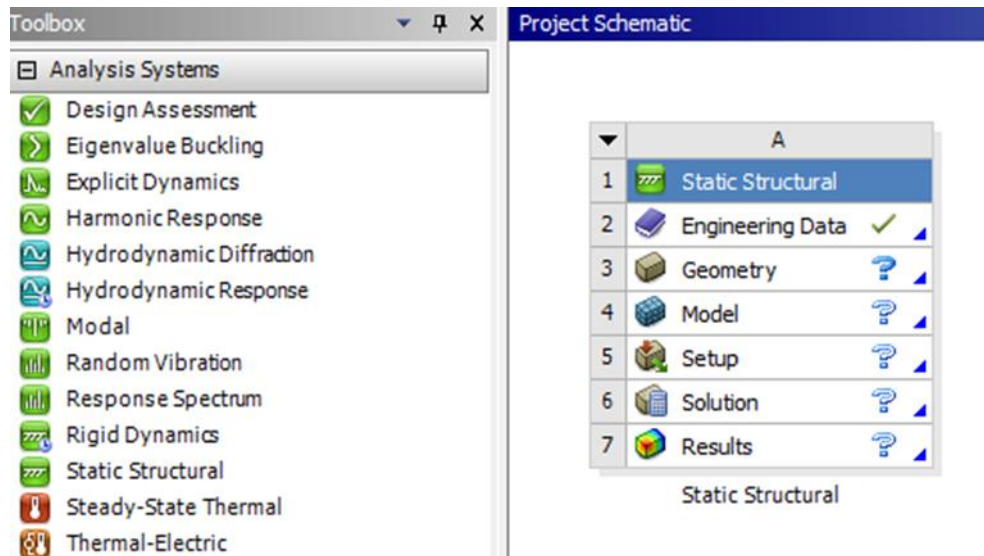 Toolbox
Analysis Systems
Design Assessment
Eigenvalue Buckling
Explicit Dynamics
Harmonic Response
Hydrodynamic Diffraction
Hydrodynamic Response
Modal
Random Vibration
Response Spectrum
Rigid Dynamics
Static Structural
Steady-State Thermal
Thermal-Electric
Project Schematic
A
1 Static Structural
2 Engineering Data
3 Geometry
4 Model
5 Setup
6 Solution
7 Results
Static Structural